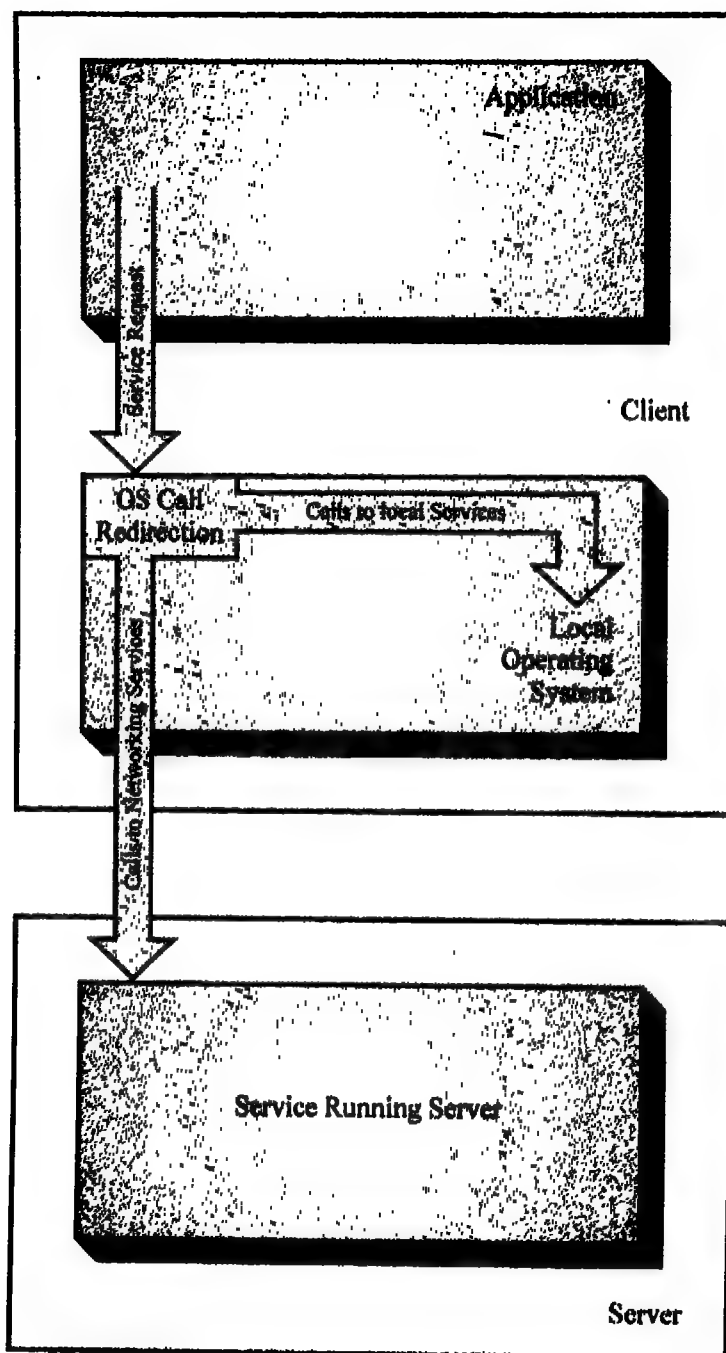 Application
Service Request
Client
OS Call
Redirection
Calls to local Services
Local
Operating
System
Calls to Networking Services
Service Running Server
Server